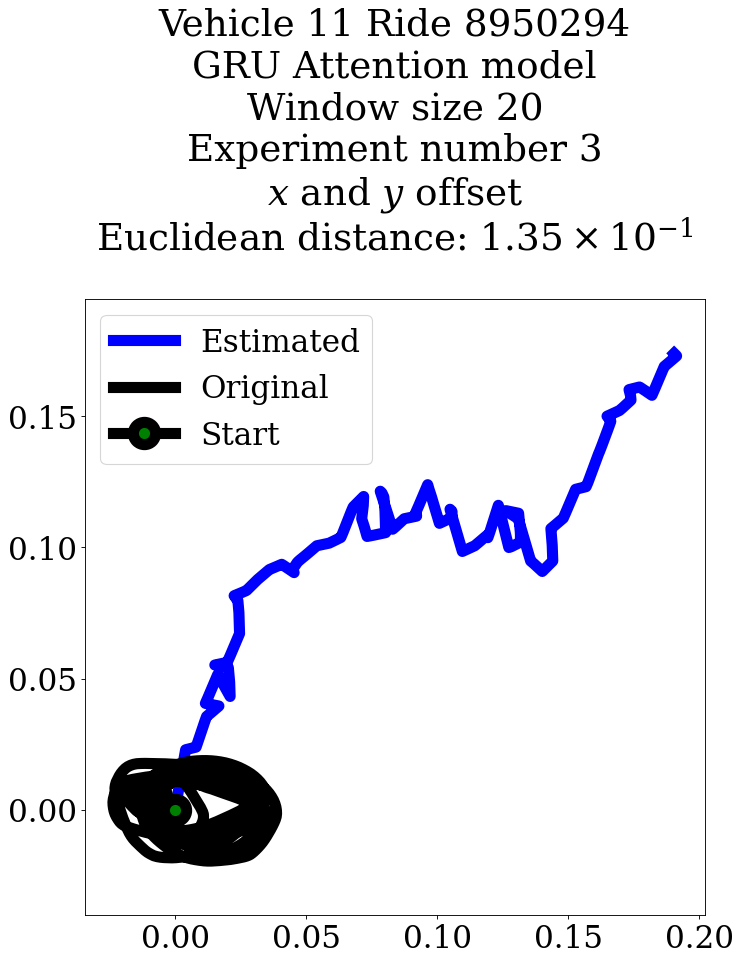 Vehicle 11 Ride 8950294
GRU Attention model
Window size 20
Experiment number 3
x and y offset
Euclidean distance: 1.35 × 10⁻¹
Estimated
Original
Start
0.15
0.10
0.05
0.00
0.00 0.05 0.10 0.15 0.20